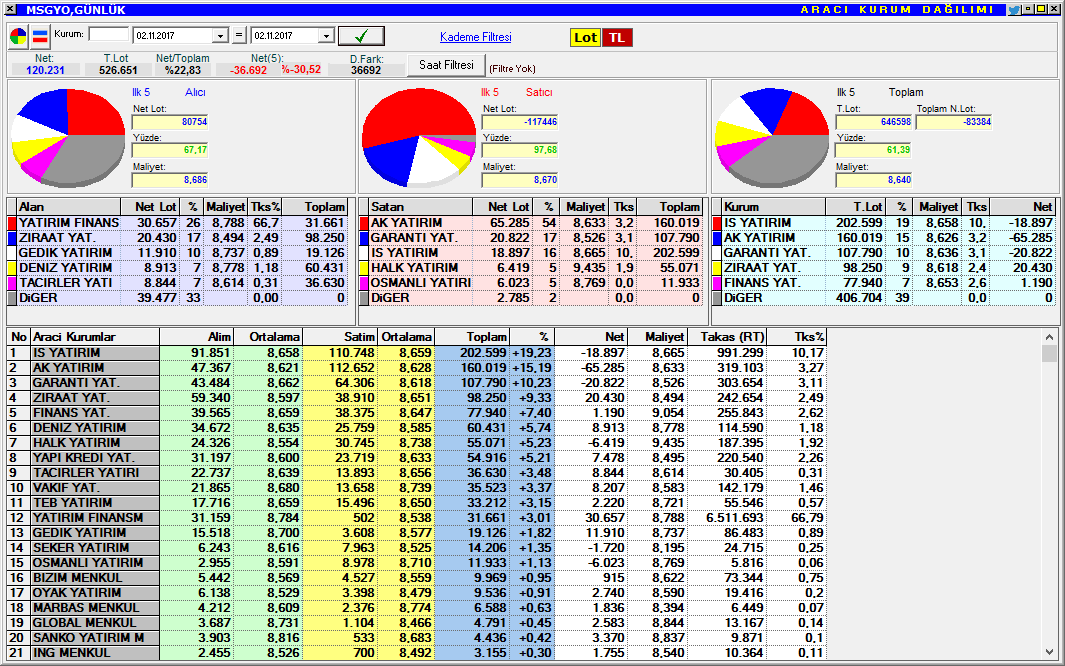 MSGYO,GÜNLÜK ARACI KURUM DAĞILIMI
Kurum: 02.11.2017 = 02.11.2017 Kademe Filtresi Lot TL
Net: T.Lot Net/Toplam Net(5): D.Fark: Saat Filtresi (Filtre Yok)
120.231 526.651 %22,83 -36.692 %-30,52 36692
Ilk 5 Alıcı
Net Lot:
80754
Yüzde:
67,17
Maliyet:
8,686
Ilk 5 Satıcı
Net Lot:
-117446
Yüzde:
97,68
Maliyet:
8,670
Ilk 5 Toplam
T.Lot: Toplam N.Lot:
646598 -83384
Yüzde:
61,39
Maliyet:
8,640
Alan Net Lot % Maliyet Tks% Toplam
YATIRIM FINANS 30.657 26 8,788 66,7 31.661
ZIRAAT YAT. 20.430 17 8,494 2,49 98.250
GEDIK YATIRIM 11.910 10 8,737 0,89 19.126
DENIZ YATIRIM 8.913 7 8,778 1,18 60.431
TACIRLER YATI 8.844 7 8,614 0,31 36.630
DiGER 39.477 33 0,00 0
Satan Net Lot % Maliyet Tks Toplam
AK YATIRIM 65.285 54 8,633 3,2 160.019
GARANTI YAT. 20.822 17 8,526 3,1 107.790
IS YATIRIM 18.897 16 8,665 10, 202.599
HALK YATIRIM 6.419 5 9,435 1,9 55.071
OSMANLI YATIRI 6.023 5 8,769 0,0 11.933
DiGER 2.785 2 0,0 0
Kurum T.Lot % Maliyet Tks Net
IS YATIRIM 202.599 19 8,658 10, -18.897
AK YATIRIM 160.019 15 8,626 3,2 -65.285
GARANTI YAT. 107.790 10 8,636 3,1 -20.822
ZIRAAT YAT. 98.250 9 8,618 2,4 20.430
FINANS YAT. 77.940 7 8,653 2,6 1.190
DiGER 406.704 39 0,0 0
No Araci Kurumlar Alim Ortalama Satim Ortalama Toplam % Net Maliyet Takas (RT) Tks%
1 IS YATIRIM 91.851 8,658 110.748 8,659 202.599 +19,23 -18.897 8,665 991.299 10,17
2 AK YATIRIM 47.367 8,621 112.652 8,628 160.019 +15,19 -65.285 8,633 319.103 3,27
3 GARANTI YAT. 43.484 8,662 64.306 8,618 107.790 +10,23 -20.822 8,526 303.654 3,11
4 ZIRAAT YAT. 59.340 8,597 38.910 8,651 98.250 +9,33 20.430 8,494 242.654 2,49
5 FINANS YAT. 39.565 8,659 38.375 8,647 77.940 +7,40 1.190 9,054 255.843 2,62
6 DENIZ YATIRIM 34.672 8,635 25.759 8,585 60.431 +5,74 8.913 8,778 114.590 1,18
7 HALK YATIRIM 24.326 8,554 30.745 8,738 55.071 +5,23 -6.419 9,435 187.395 1,92
8 YAPI KREDI YAT. 31.197 8,600 23.719 8,633 54.916 +5,21 7.478 8,495 220.540 2,26
9 TACIRLER YATIRI 22.737 8,639 13.893 8,656 36.630 +3,48 8.844 8,614 30.405 0,31
10 VAKIF YAT. 21.865 8,680 13.658 8,739 35.523 +3,37 8.207 8,583 142.179 1,46
11 TEB YATIRIM 17.716 8,659 15.496 8,650 33.212 +3,15 2.220 8,721 55.546 0,57
12 YATIRIM FINANSM 31.159 8,784 502 8,538 31.661 +3,01 30.657 8,788 6.511.693 66,79
13 GEDIK YATIRIM 15.518 8,700 3.608 8,577 19.126 +1,82 11.910 8,737 86.483 0,89
14 SEKER YATIRIM 6.243 8,616 7.963 8,525 14.206 +1,35 -1.720 8,195 24.715 0,25
15 OSMANLI YATIRIM 2.955 8,591 8.978 8,710 11.933 +1,13 -6.023 8,769 5.816 0,06
16 BIZIM MENKUL 5.442 8,569 4.527 8,559 9.969 +0,95 915 8,622 73.344 0,75
17 OYAK YATIRIM 6.138 8,529 3.398 8,479 9.536 +0,91 2.740 8,590 19.416 0,2
18 MARBAS MENKUL 4.212 8,609 2.376 8,774 6.588 +0,63 1.836 8,394 6.449 0,07
19 GLOBAL MENKUL 3.687 8,731 1.104 8,466 4.791 +0,45 2.583 8,844 13.167 0,14
20 SANKO YATIRIM M 3.903 8,816 533 8,683 4.436 +0,42 3.370 8,837 9.871 0,1
21 ING MENKUL 2.455 8,526 700 8,492 3.155 +0,30 1.755 8,540 10.364 0,11